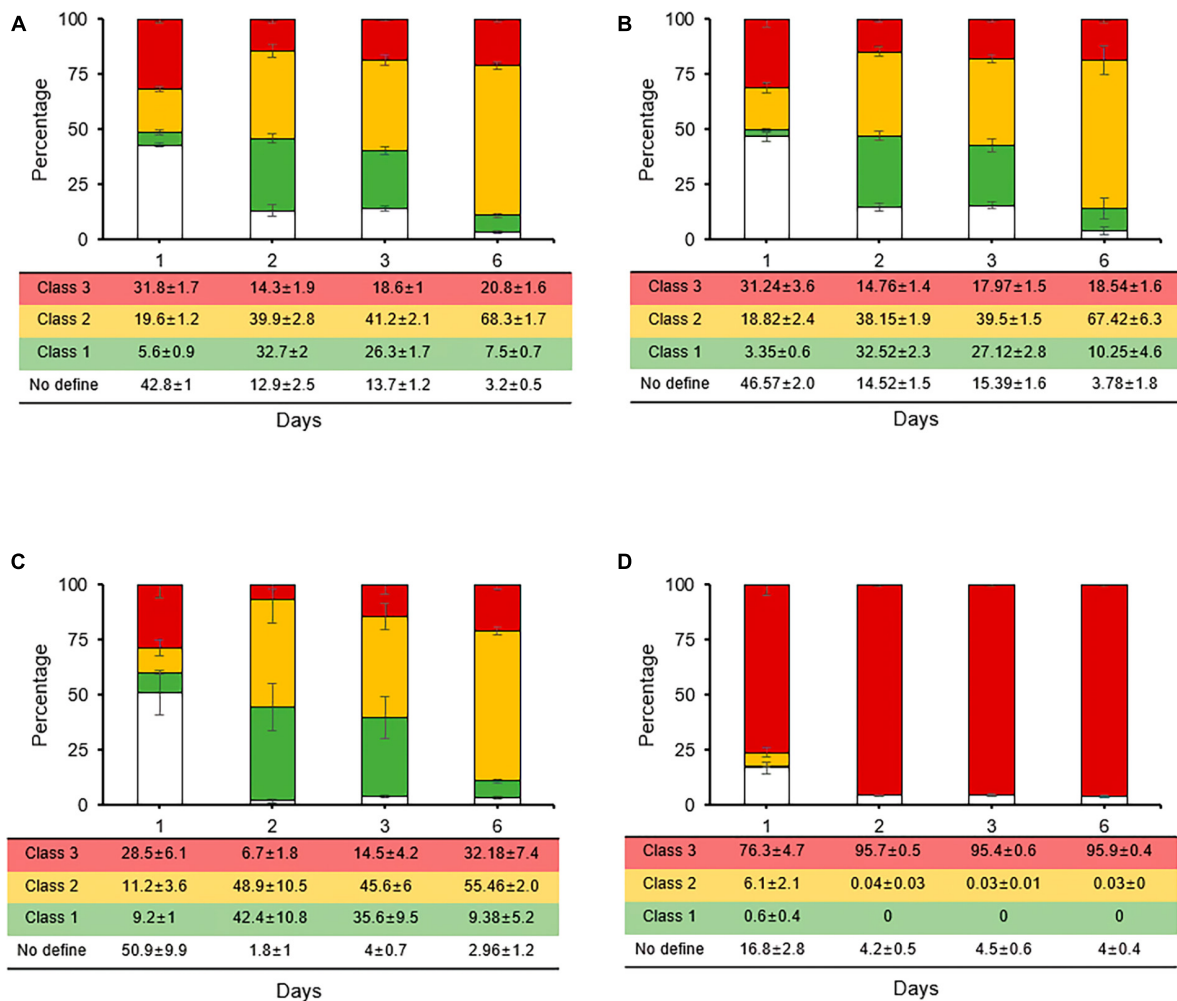 A
Percentage
100
75
50
25
0
1 2 3 6
Class 3 31.8±1.7 14.3±1.9 18.6±1 20.8±1.6
Class 2 19.6±1.2 39.9±2.8 41.2±2.1 68.3±1.7
Class 1 5.6±0.9 32.7±2 26.3±1.7 7.5±0.7
No define 42.8±1 12.9±2.5 13.7±1.2 3.2±0.5
Days
B
Percentage
100
75
50
25
0
1 2 3 6
Class 3 31.24±3.6 14.76±1.4 17.97±1.5 18.54±1.6
Class 2 18.82±2.4 38.15±1.9 39.5±1.5 67.42±6.3
Class 1 3.35±0.6 32.52±2.3 27.12±2.8 10.25±4.6
No define 46.57±2.0 14.52±1.5 15.39±1.6 3.78±1.8
Days
C
Percentage
100
75
50
25
0
1 2 3 6
Class 3 28.5±6.1 6.7±1.8 14.5±4.2 32.18±7.4
Class 2 11.2±3.6 48.9±10.5 45.6±6 55.46±2.0
Class 1 9.2±1 42.4±10.8 35.6±9.5 9.38±5.2
No define 50.9±9.9 1.8±1 4±0.7 2.96±1.2
Days
D
Percentage
100
75
50
25
0
1 2 3 6
Class 3 76.3±4.7 95.7±0.5 95.4±0.6 95.9±0.4
Class 2 6.1±2.1 0.04±0.03 0.03±0.01 0.03±0
Class 1 0.6±0.4 0 0 0
No define 16.8±2.8 4.2±0.5 4.5±0.6 4±0.4
Days